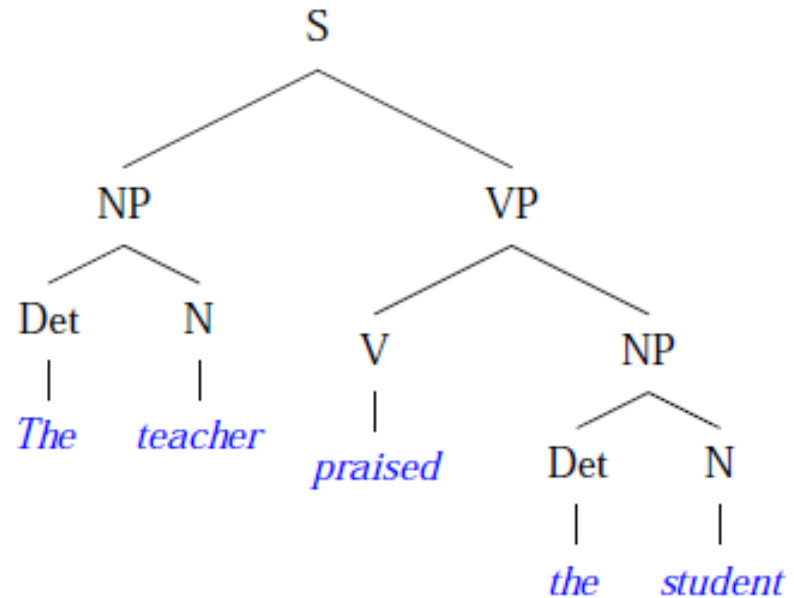 S
NP VP
Det N
V NP
The teacher
praised
Det N
the student